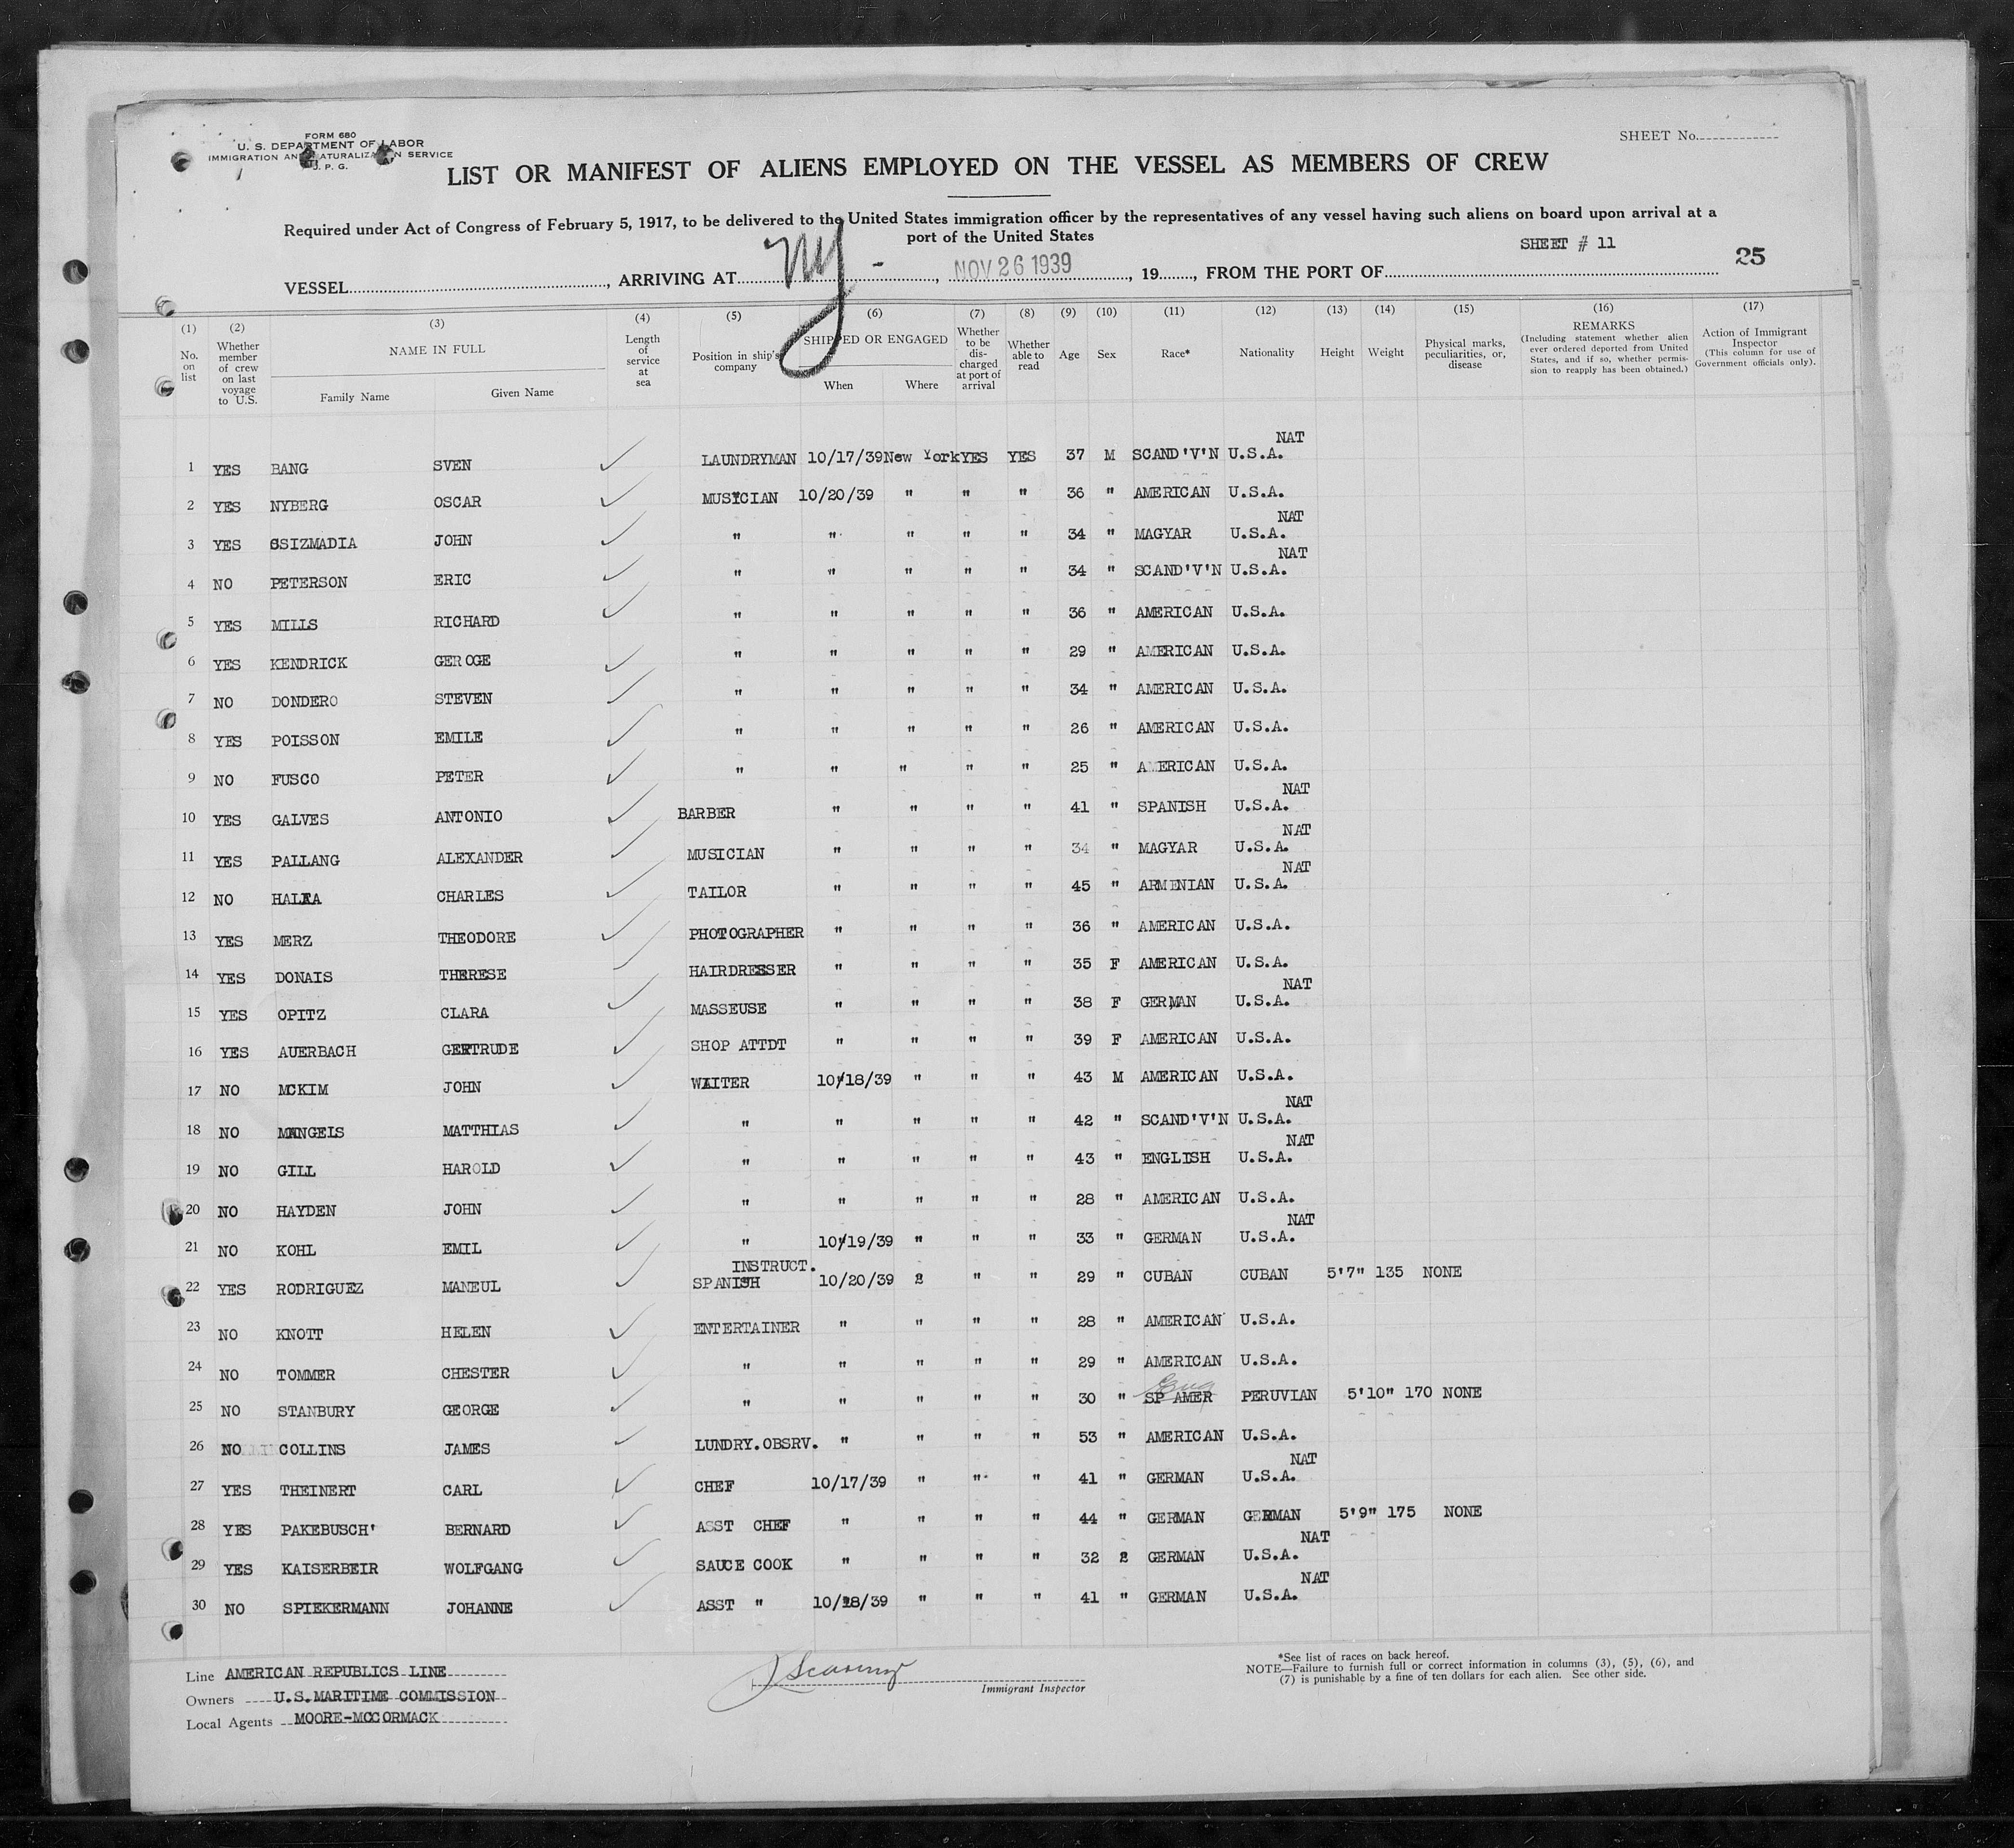 FORM 680
U. S. DEPARTMENT OF LABOR
IMMIGRATION AND NATURALIZATION SERVICE
J. P. G.
SHEET No.
LIST OR MANIFEST OF ALIENS EMPLOYED ON THE VESSEL AS MEMBERS OF CREW
Required under Act of Congress of February 5, 1917, to be delivered to the United States immigration officer by the representatives of any vessel having such aliens on board upon arrival at a
port of the United States
SHEET # 11
25
VESSEL, ARRIVING AT ny -, NOV 26 1939, 19, FROM THE PORT OF
(1) (2) (3) (4) (5) (6) (7) (8) (9) (10) (11) (12) (13) (14) (15) (16) (17)
No. on list
Whether member of crew on last voyage to U.S.
NAME IN FULL
Family Name
Given Name
Length of service at sea
Position in ship's company
SHIPPED OR ENGAGED
When
Where
Whether to be discharged at port of arrival
Whether able to read
Age
Sex
Race*
Nationality
Height
Weight
Physical marks, peculiarities, or, disease
REMARKS
(Including statement whether alien ever ordered deported from United States, and if so, whether permission to reapply has been obtained.)
Action of Immigrant Inspector
(This column for use of Government officials only).
NAT
1 YES BANG SVEN ✓ LAUNDRYMAN 10/17/39 New York YES YES 37 M SCAND'V'N U.S.A.
2 YES NYBERG OSCAR ✓ MUSICIAN 10/20/39 " " " 36 " AMERICAN U.S.A.
NAT
3 YES SSIZMADIA JOHN ✓ " " " " " 34 " MAGYAR U.S.A.
NAT
4 NO PETERSON ERIC ✓ " " " " " 34 " SCAND'V'N U.S.A.
5 YES MILLS RICHARD ✓ " " " " " 36 " AMERICAN U.S.A.
6 YES KENDRICK GEROGE ✓ " " " " " 29 " AMERICAN U.S.A.
7 NO DONDERO STEVEN ✓ " " " " " 34 " AMERICAN U.S.A.
8 YES POISSON EMILE ✓ " " " " " 26 " AMERICAN U.S.A.
9 NO FUSCO PETER ✓ " " " " " 25 " AMERICAN U.S.A.
NAT
10 YES GALVES ANTONIO ✓ BARBER " " " " 41 " SPANISH U.S.A.
NAT
11 YES PALLANG ALEXANDER ✓ MUSICIAN " " " " 34 " MAGYAR U.S.A.
NAT
12 NO CHARLES ✓ TAILOR " " " " 45 " ARMENIAN U.S.A.
13 YES MERZ THEODORE ✓ PHOTOGRAPHER " " " " 36 " AMERICAN U.S.A.
14 YES DONAIS THERESE ✓ HAIRDRESSER " " " " 35 F AMERICAN U.S.A.
NAT
15 YES OPITZ CLARA ✓ MASSEUSE " " " " 38 F GERMAN U.S.A.
16 YES AUERBACH GERTRUDE ✓ SHOP ATTDT " " " " 39 F AMERICAN U.S.A.
17 NO MCKIM JOHN ✓ WAITER 10/18/39 " " " 43 M AMERICAN U.S.A.
NAT
18 NO MANGELS MATTHIAS ✓ " " " " " 42 " SCAND'V'N U.S.A.
NAT
19 NO GILL HAROLD ✓ " " " " " 43 " ENGLISH U.S.A.
20 NO HAYDEN JOHN ✓ " " " " " 28 " AMERICAN U.S.A.
NAT
21 NO KOHL EMIL ✓ " 10/19/39 " " " 33 " GERMAN U.S.A.
INSTRUCT.
22 YES RODRIGUEZ MANEUL ✓ SPANISH 10/20/39 2 " " 29 " CUBAN CUBAN 5'7" 135 NONE
23 NO KNOTT HELEN ✓ ENTERTAINER " " " " 28 " AMERICAN U.S.A.
24 NO TOMMER CHESTER ✓ " " " " " 29 " AMERICAN U.S.A.
25 NO STANBURY GEORGE ✓ " " " " " 30 " SP AMER PERUVIAN 5'10" 170 NONE
26 NO COLLINS JAMES ✓ LUNDRY.OBSRV. " " " " 53 " AMERICAN U.S.A.
NAT
27 YES THEINERT CARL ✓ CHEF 10/17/39 " " " 41 " GERMAN U.S.A.
28 YES PAKEBUSCH' BERNARD ✓ ASST CHEF " " " " 44 " GERMAN GERMAN 5'9" 175 NONE
NAT
29 YES KAISERBEIR WOLFGANG ✓ SAUCE COOK " " " " 32 2 GERMAN U.S.A.
NAT
30 NO SPIEKERMANN JOHANNE ✓ ASST " 10/18/39 " " " 41 " GERMAN U.S.A.
Line AMERICAN REPUBLICS LINE
Owners U.S.MARITIME COMMISSION
Local Agents MOORE-MCCORMACK
Immigrant Inspector
*See list of races on back hereof.
NOTE—Failure to furnish full or correct information in columns (3), (5), (6), and
(7) is punishable by a fine of ten dollars for each alien. See other side.